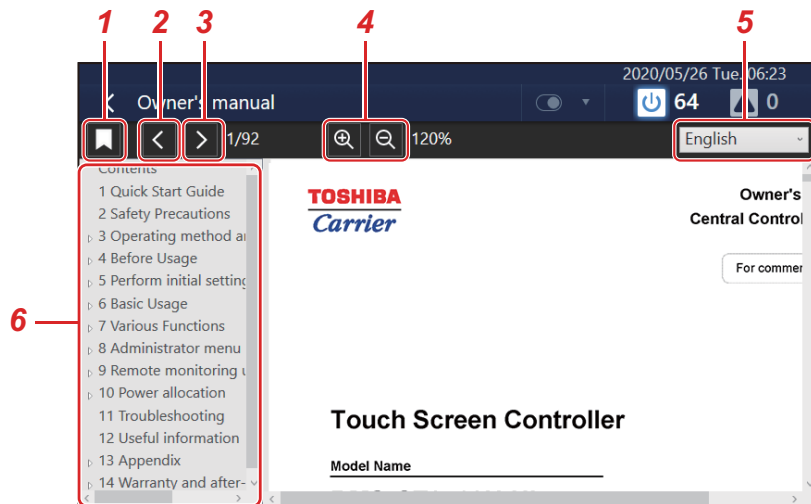 1 2 3 4 5
2020/05/26 Tue. 06:23
Owner's manual 64 0
1/92 120% English
Contents
1 Quick Start Guide
2 Safety Precautions
3 Operating method a
4 Before Usage
5 Perform initial setting
6 Basic Usage
7 Various Functions
8 Administrator menu
9 Remote monitoring u
10 Power allocation
11 Troubleshooting
12 Useful information
13 Appendix
14 Warranty and after-
6
TOSHIBA
Carrier
Owner's
Central Control
For commer
Touch Screen Controller
Model Name